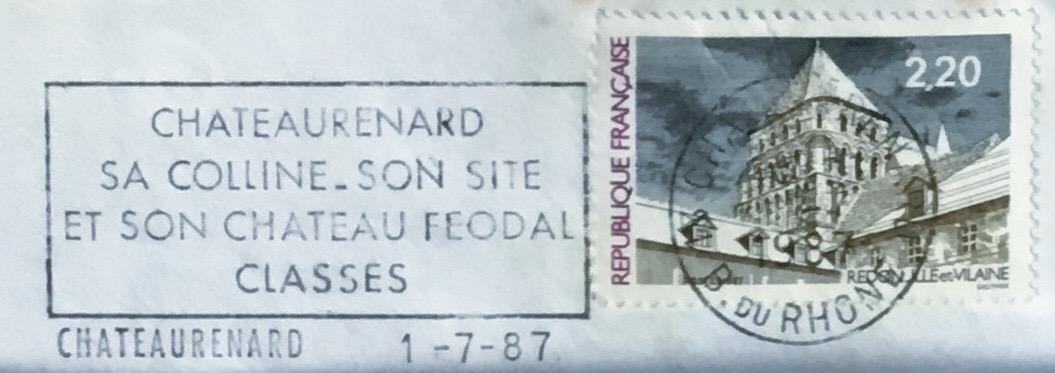 CHATEAURENARD
SA COLLINE_SON SITE
ET SON CHATEAU FEODAL
CLASSES
CHATEAURENARD 1-7-87
REPUBLIQUE FRANÇAISE
2,20
REDON ILLE et VILAINE
B. DU RHONE